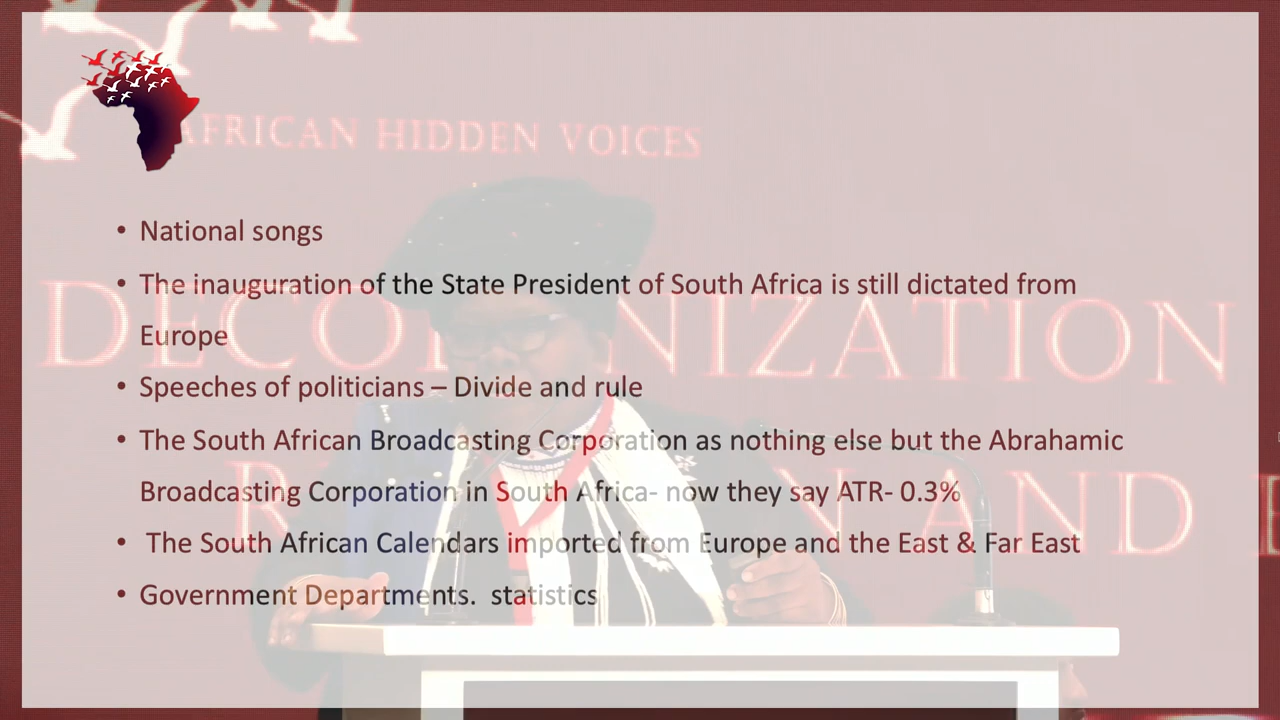 AFRICAN HIDDEN VOICES
• National songs
• The inauguration of the State President of South Africa is still dictated from
Europe
• Speeches of politicians – Divide and rule
• The South African Broadcasting Corporation as nothing else but the Abrahamic
Broadcasting Corporation in South Africa- now they say ATR- 0.3%
• The South African Calendars imported from Europe and the East & Far East
• Government Departments. statistics
AND